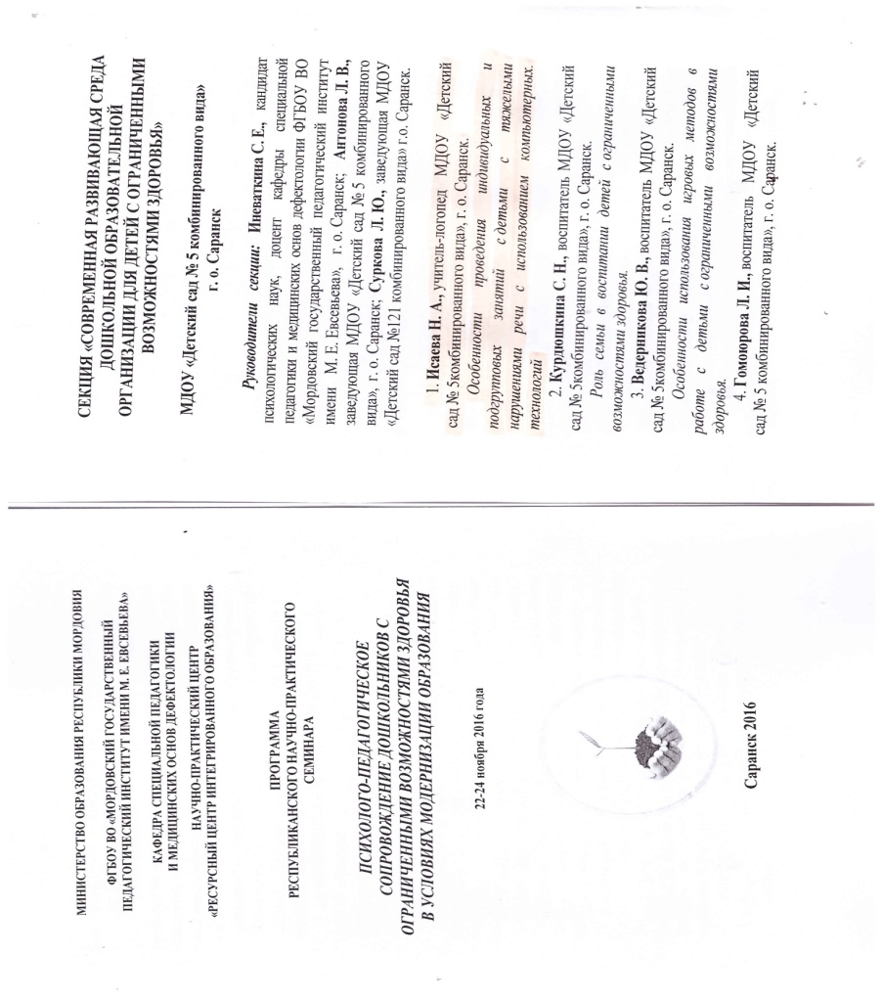 МИНИСТЕРСТВО ОБРАЗОВАНИЯ РЕСПУБЛИКИ МОРДОВИЯ
ФГБОУ ВО «МОРДОВСКИЙ ГОСУДАРСТВЕННЫЙ
ПЕДАГОГИЧЕСКИЙ ИНСТИТУТ ИМЕНИ М. Е. ЕВСЕВЬЕВА»
КАФЕДРА СПЕЦИАЛЬНОЙ ПЕДАГОГИКИ
И МЕДИЦИНСКИХ ОСНОВ ДЕФЕКТОЛОГИИ
НАУЧНО-ПРАКТИЧЕСКИЙ ЦЕНТР
«РЕСУРСНЫЙ ЦЕНТР ИНТЕГРИРОВАННОГО ОБРАЗОВАНИЯ»
ПРОГРАММА
РЕСПУБЛИКАНСКОГО НАУЧНО-ПРАКТИЧЕСКОГО
СЕМИНАРА
ПСИХОЛОГО-ПЕДАГОГИЧЕСКОЕ
СОПРОВОЖДЕНИЕ ДОШКОЛЬНИКОВ С
ОГРАНИЧЕННЫМИ ВОЗМОЖНОСТЯМИ ЗДОРОВЬЯ
В УСЛОВИЯХ МОДЕРНИЗАЦИИ ОБРАЗОВАНИЯ
22-24 ноября 2016 года
Саранск 2016
СЕКЦИЯ «СОВРЕМЕННАЯ РАЗВИВАЮЩАЯ СРЕДА
ДОШКОЛЬНОЙ ОБРАЗОВАТЕЛЬНОЙ
ОРГАНИЗАЦИИ ДЛЯ ДЕТЕЙ С ОГРАНИЧЕННЫМИ
ВОЗМОЖНОСТЯМИ ЗДОРОВЬЯ»
МДОУ «Детский сад № 5 комбинированного вида»
г. о. Саранск
Руководители секции: Иневаткина С. Е., кандидат
психологических наук, доцент кафедры специальной
педагогики и медицинских основ дефектологии ФГБОУ ВО
«Мордовский государственный педагогический институт
имени М. Е. Евсевьева», г. о. Саранск; Антонова Л. В.,
заведующая МДОУ «Детский сад № 5 комбинированного
вида», г. о. Саранск; Суркова Л. Ю., заведующая МДОУ
«Детский сад №121 комбинированного вида» г.о. Саранск.
1. Исаева Н. А., учитель-логопед МДОУ «Детский
сад № 5комбинированного вида», г. о. Саранск.
Особенности проведения индивидуальных и
подгрупповых занятий с детьми с тяжелыми
нарушениями речи с использованием компьютерных
технологий
2. Курдюшкина С. Н., воспитатель МДОУ «Детский
сад № 5комбинированного вида», г. о. Саранск.
Роль семьи в воспитании детей с ограниченными
возможностями здоровья.
3. Ведерникова Ю. В., воспитатель МДОУ «Детский
сад № 5комбинированного вида», г. о. Саранск.
Особенности использования игровых методов в
работе с детьми с ограниченными возможностями
здоровья.
4. Гомоюрова Л. И., воспитатель МДОУ «Детский
сад № 5 комбинированного вида», г. о. Саранск.